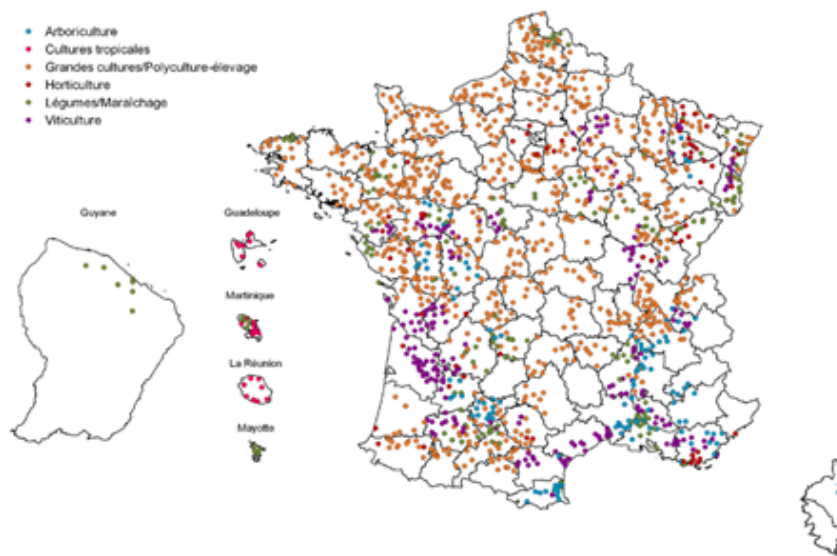 Arboriculture
Cultures tropicales
Grandes cultures/Polyculture-élevage
Horticulture
Légumes/Maraîchage
Viticulture
Guyane
Guadeloupe
Martinique
La Réunion
Mayotte